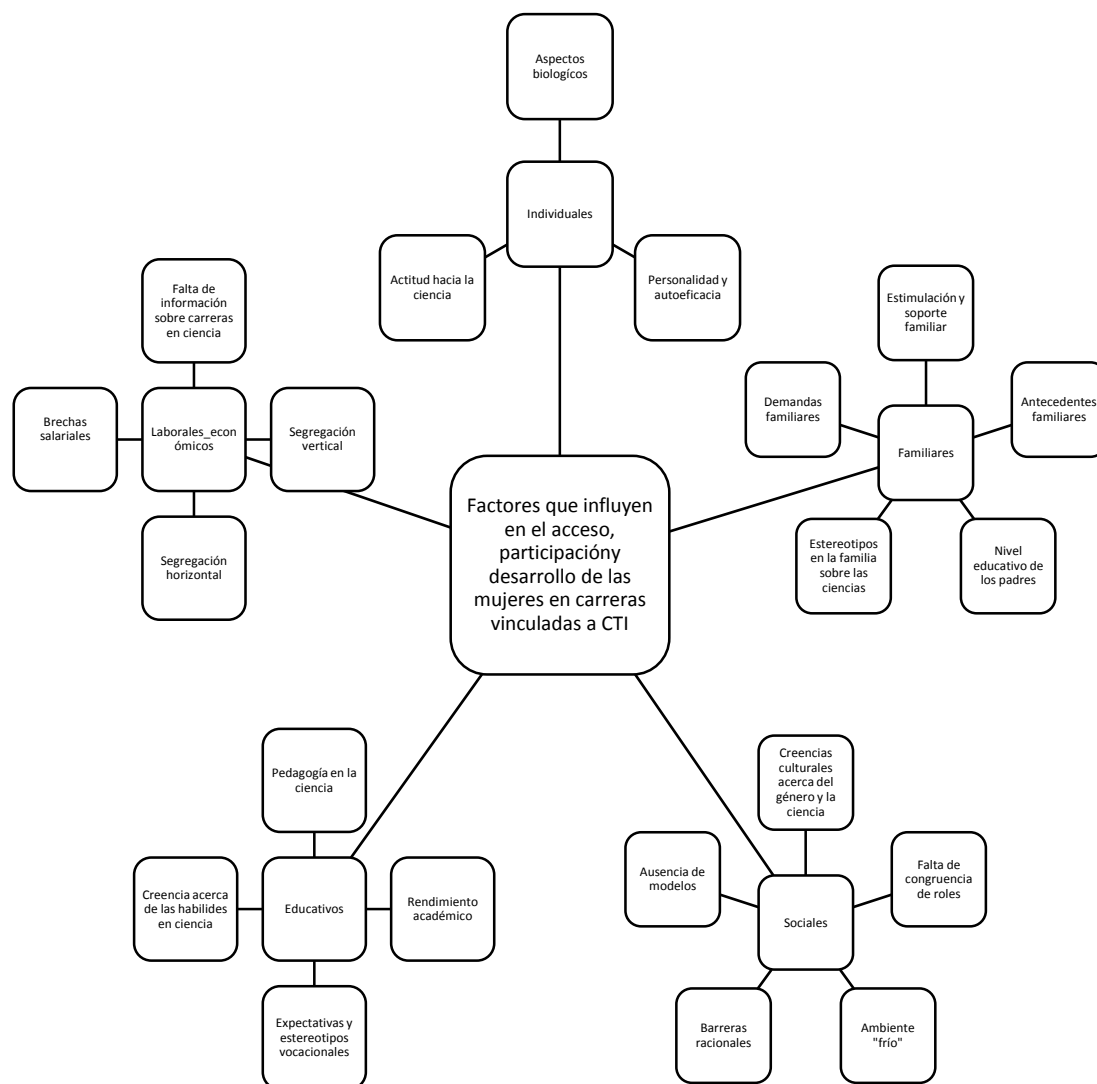 Aspectos
biologícos
Individuales
Actitud hacia la
ciencia
Personalidad y
autoeficacia
Falta de
información
sobre carreras
en ciencia
Brechas
salariales
Laborales_econ
ómicos
Segregación
vertical
Segregación
horizontal
Estimulación y
soporte
familiar
Demandas
familiares
Antecedentes
familiares
Familiares
Estereotipos
en la familia
sobre las
ciencias
Nivel
educativo de
los padres
Factores que influyen
en el acceso,
participacióny
desarrollo de las
mujeres en carreras
vinculadas a CTI
Pedagogía en la
ciencia
Creencia acerca
de las habilides
en ciencia
Educativos
Rendimiento
académico
Expectativas y
estereotipos
vocacionales
Creencias
culturales
acerca del
género y la
ciencia
Ausencia de
modelos
Falta de
congruencia
de roles
Sociales
Barreras
racionales
Ambiente
"frío"